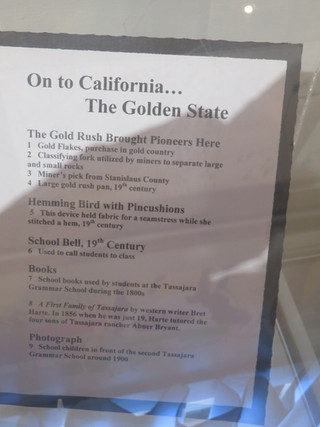 On to California...
The Golden State
The Gold Rush Brought Pioneers Here
1 Gold Flakes, purchase in gold country
2 Classifying fork utilized by miners to separate large
and small rocks
3 Miner's pick from Stanislaus County
4 Large gold rush pan, 19th century
Hemming Bird with Pincushions
5 This device held fabric for a seamstress while she
stitched a hem, 19th century
School Bell, 19th Century
6 Used to call students to class
Books
7 School books used by students at the Tassajara
Grammar School during the 1800s
8 A First Family of Tasajara by western writer Bret
Harte. In 1856 when he was just 19, Harte tutored the
four sons of Tassajara rancher Abner Bryant.
Photograph
9 School children in front of the second Tassajara
Grammar School around 1900